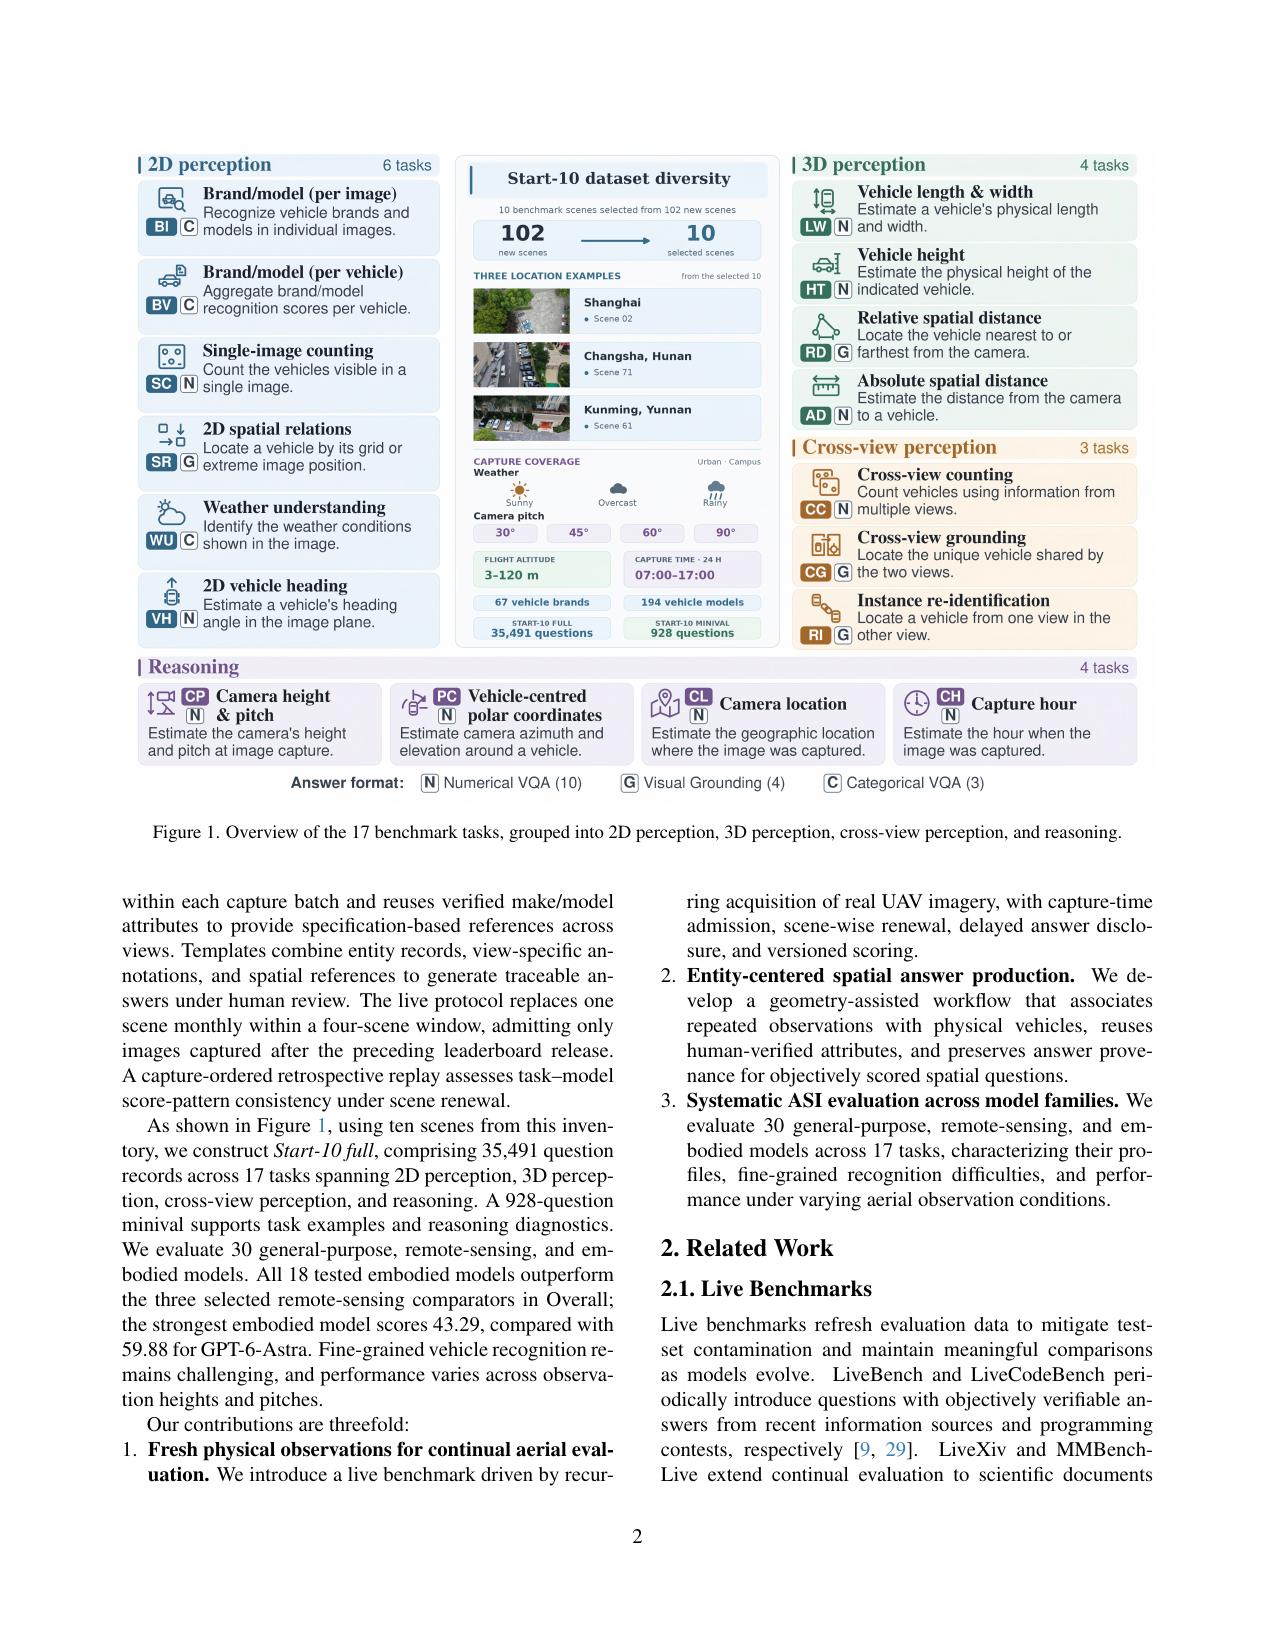 2D perception 6 tasks
Brand/model (per image)
Recognize vehicle brands and
models in individual images.
BI C
Brand/model (per vehicle)
Aggregate brand/model
recognition scores per vehicle.
BV C
Single-image counting
Count the vehicles visible in a
single image.
SC N
2D spatial relations
Locate a vehicle by its grid or
extreme image position.
SR G
Weather understanding
Identify the weather conditions
shown in the image.
WU C
2D vehicle heading
Estimate a vehicle's heading
angle in the image plane.
VH N
Start-10 dataset diversity
10 benchmark scenes selected from 102 new scenes
102 10
new scenes selected scenes
THREE LOCATION EXAMPLES from the selected 10
Shanghai
• Scene 02
Changsha, Hunan
• Scene 71
Kunming, Yunnan
• Scene 61
CAPTURE COVERAGE Urban · Campus
Weather
Sunny Overcast Rainy
Camera pitch
30° 45° 60° 90°
FLIGHT ALTITUDE CAPTURE TIME · 24 H
3–120 m 07:00–17:00
67 vehicle brands 194 vehicle models
START-10 FULL START-10 MINIVAL
35,491 questions 928 questions
3D perception 4 tasks
Vehicle length & width
Estimate a vehicle's physical length
and width.
LW N
Vehicle height
Estimate the physical height of the
indicated vehicle.
HT N
Relative spatial distance
Locate the vehicle nearest to or
farthest from the camera.
RD G
Absolute spatial distance
Estimate the distance from the camera
to a vehicle.
AD N
Cross-view perception 3 tasks
Cross-view counting
Count vehicles using information from
multiple views.
CC N
Cross-view grounding
Locate the unique vehicle shared by
the two views.
CG G
Instance re-identification
Locate a vehicle from one view in the
other view.
RI G
Reasoning 4 tasks
CP N
Camera height
& pitch
Estimate the camera's height
and pitch at image capture.
PC N
Vehicle-centred
polar coordinates
Estimate camera azimuth and
elevation around a vehicle.
CL N
Camera location
Estimate the geographic location
where the image was captured.
CH N
Capture hour
Estimate the hour when the
image was captured.
Answer format: N Numerical VQA (10) G Visual Grounding (4) C Categorical VQA (3)
Figure 1. Overview of the 17 benchmark tasks, grouped into 2D perception, 3D perception, cross-view perception, and reasoning.
within each capture batch and reuses verified make/model
attributes to provide specification-based references across
views. Templates combine entity records, view-specific an-
notations, and spatial references to generate traceable an-
swers under human review. The live protocol replaces one
scene monthly within a four-scene window, admitting only
images captured after the preceding leaderboard release.
A capture-ordered retrospective replay assesses task–model
score-pattern consistency under scene renewal.
As shown in Figure 1, using ten scenes from this inven-
tory, we construct Start-10 full, comprising 35,491 question
records across 17 tasks spanning 2D perception, 3D percep-
tion, cross-view perception, and reasoning. A 928-question
minival supports task examples and reasoning diagnostics.
We evaluate 30 general-purpose, remote-sensing, and em-
bodied models. All 18 tested embodied models outperform
the three selected remote-sensing comparators in Overall;
the strongest embodied model scores 43.29, compared with
59.88 for GPT-6-Astra. Fine-grained vehicle recognition re-
mains challenging, and performance varies across observa-
tion heights and pitches.
Our contributions are threefold:
1. Fresh physical observations for continual aerial eval-
uation. We introduce a live benchmark driven by recur-
ring acquisition of real UAV imagery, with capture-time
admission, scene-wise renewal, delayed answer disclo-
sure, and versioned scoring.
2. Entity-centered spatial answer production. We de-
velop a geometry-assisted workflow that associates
repeated observations with physical vehicles, reuses
human-verified attributes, and preserves answer prove-
nance for objectively scored spatial questions.
3. Systematic ASI evaluation across model families. We
evaluate 30 general-purpose, remote-sensing, and em-
bodied models across 17 tasks, characterizing their pro-
files, fine-grained recognition difficulties, and perfor-
mance under varying aerial observation conditions.
2. Related Work
2.1. Live Benchmarks
Live benchmarks refresh evaluation data to mitigate test-
set contamination and maintain meaningful comparisons
as models evolve. LiveBench and LiveCodeBench peri-
odically introduce questions with objectively verifiable an-
swers from recent information sources and programming
contests, respectively [9, 29]. LiveXiv and MMBench-
Live extend continual evaluation to scientific documents
2